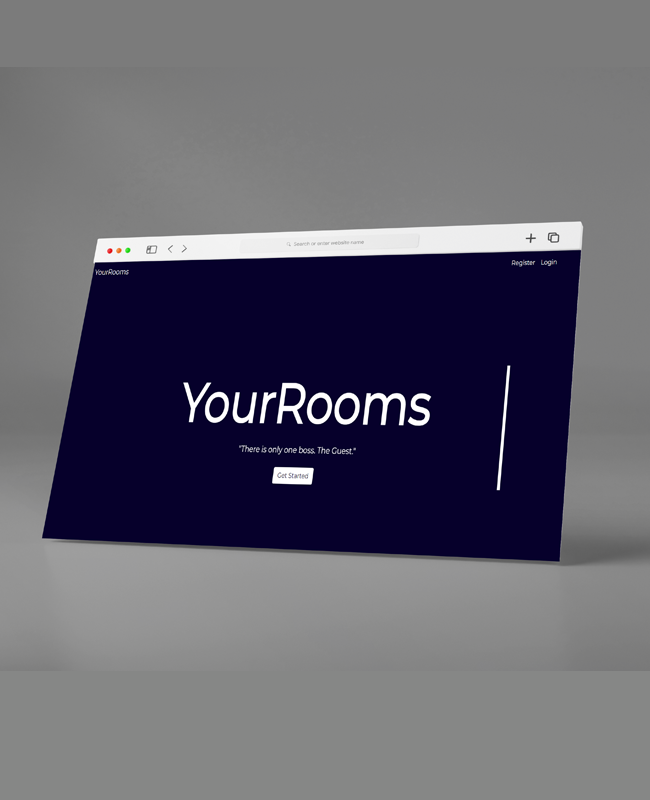 Search or enter website name
YourRooms
Register Login
YourRooms
"There is only one boss. The Guest."
Get Started